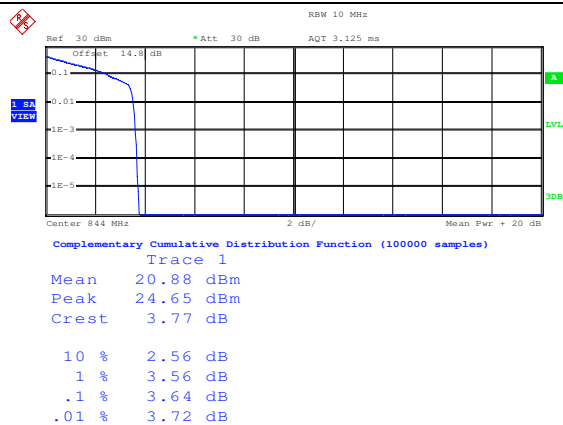 RBW 10 MHz
Ref 30 dBm * Att 30 dB AQT 3.125 ms
Offset 14.8 dB
0.1
A
1 SA
VIEW
0.01
1E-3
LVL
1E-4
1E-5
3DB
Center 844 MHz 2 dB/ Mean Pwr + 20 dB
Complementary Cumulative Distribution Function (100000 samples)
Trace 1
Mean 20.88 dBm
Peak 24.65 dBm
Crest 3.77 dB
10 % 2.56 dB
1 % 3.56 dB
.1 % 3.64 dB
.01 % 3.72 dB